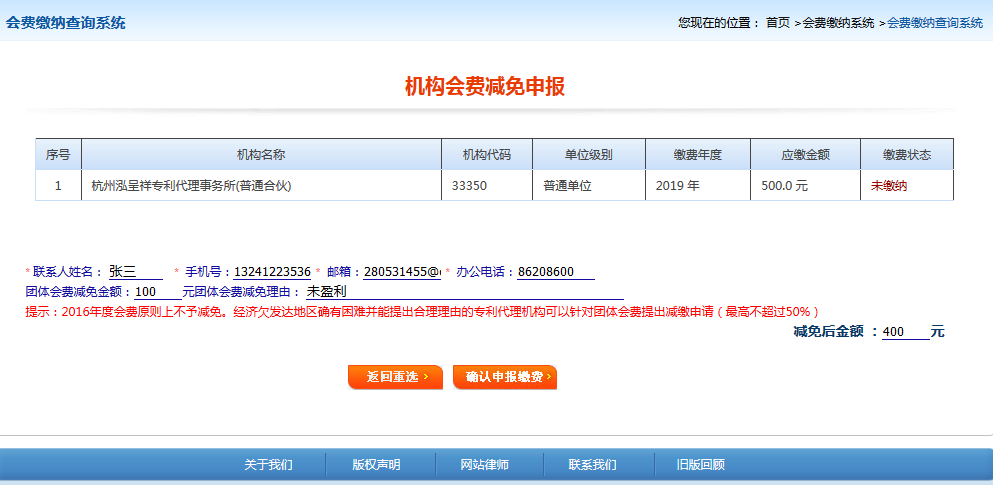 会费缴纳查询系统 您现在的位置： 首页 >会费缴纳系统 >会费缴纳查询系统
机构会费减免申报
序号 机构名称 机构代码 单位级别 缴费年度 应缴金额 缴费状态
1 杭州泓呈祥专利代理事务所(普通合伙) 33350 普通单位 2019 年 500.0 元 未缴纳
* 联系人姓名： 张三 * 手机号：13241223536 * 邮箱：280531455@ * 办公电话：86208600
团体会费减免金额：100 元团体会费减免理由： 未盈利
提示：2016年度会费原则上不予减免。经济欠发达地区确有困难并能提出合理理由的专利代理机构可以针对团体会费提出减缴申请（最高不超过50%）
减免后金额 ：400 元
返回重选 › 确认申报缴费 ›
关于我们 版权声明 网站律师 联系我们 旧版回顾